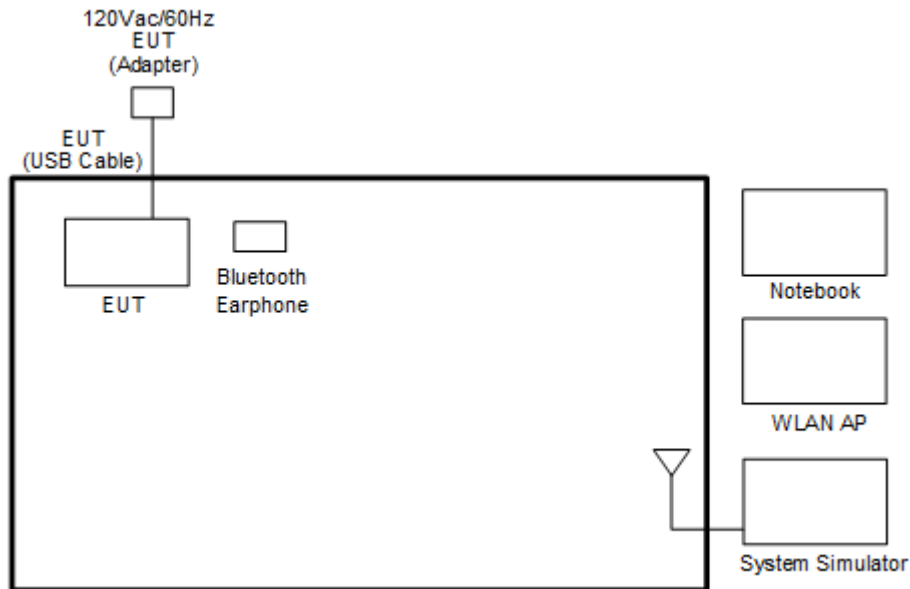 120Vac/60Hz
EUT
(Adapter)
EUT
(USB Cable)
EUT
Bluetooth
Earphone
Notebook
WLAN AP
System Simulator